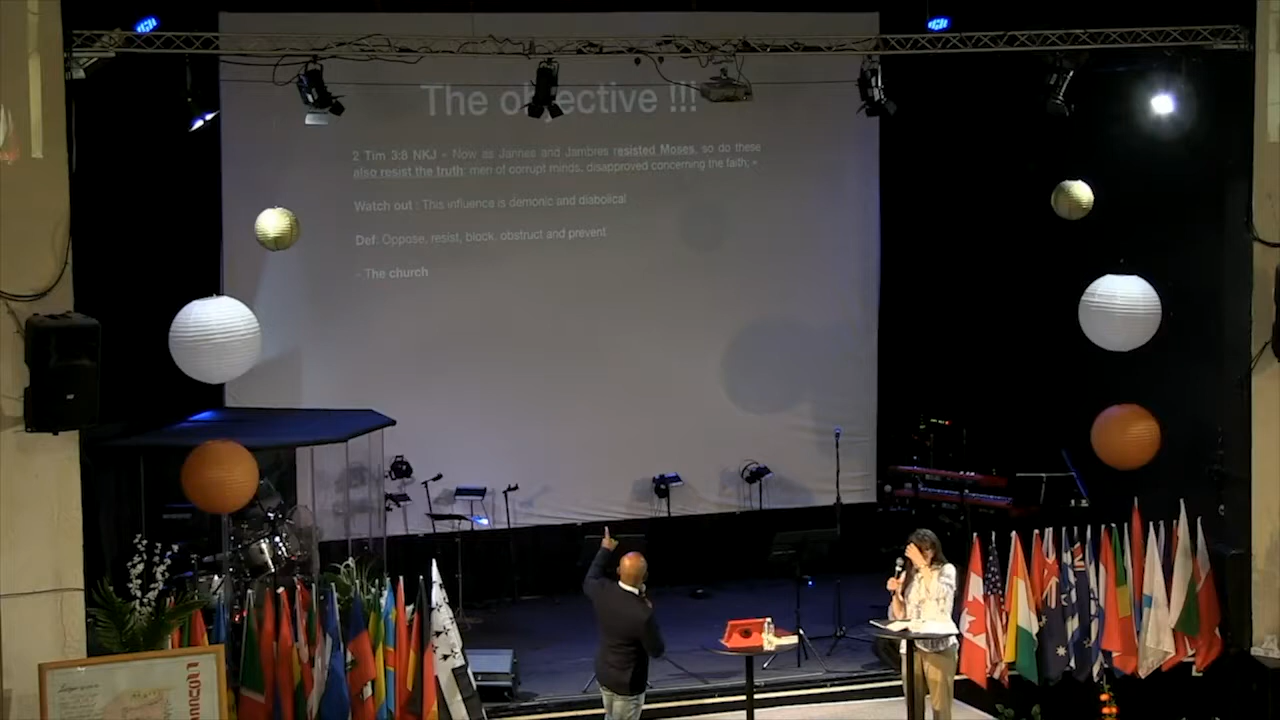 The objective !!!
2 Tim 3:8 NKJ « Now as Jannes and Jambres resisted Moses, so do these
also resist the truth: men of corrupt minds, disapproved concerning the faith; »
Watch out : This influence is demonic and diabolical
Def: Oppose, resist, block, obstruct and prevent
- The church